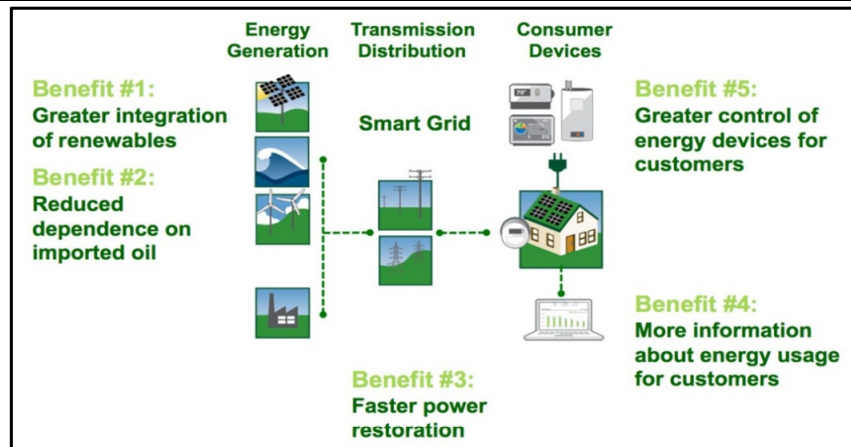 Energy
Generation
Transmission
Distribution
Consumer
Devices
Benefit #1:
Greater integration
of renewables
Benefit #2:
Reduced
dependence on
imported oil
Smart Grid
Benefit #3:
Faster power
restoration
Benefit #5:
Greater control of
energy devices for
customers
Benefit #4:
More information
about energy usage
for customers